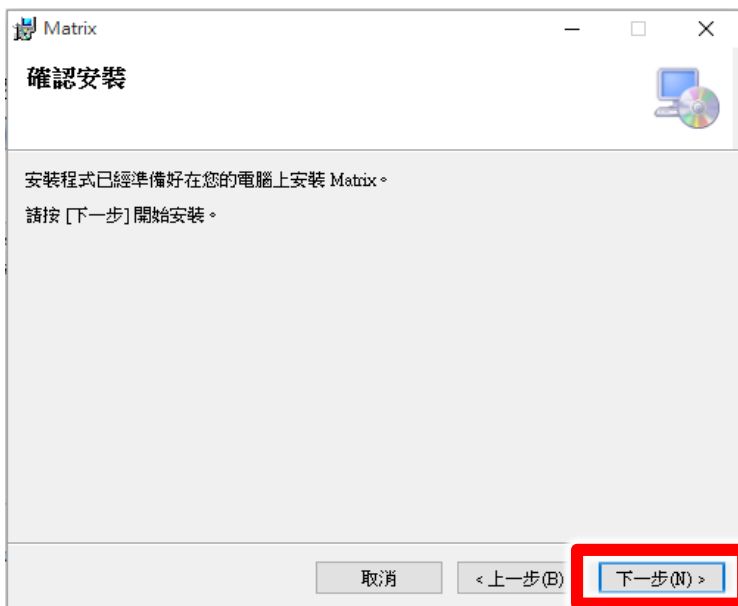 Matrix
確認安裝
安裝程式已經準備好在您的電腦上安裝 Matrix。
請按 [下一步] 開始安裝。
取消
<上一步(B)
下一步(N) >